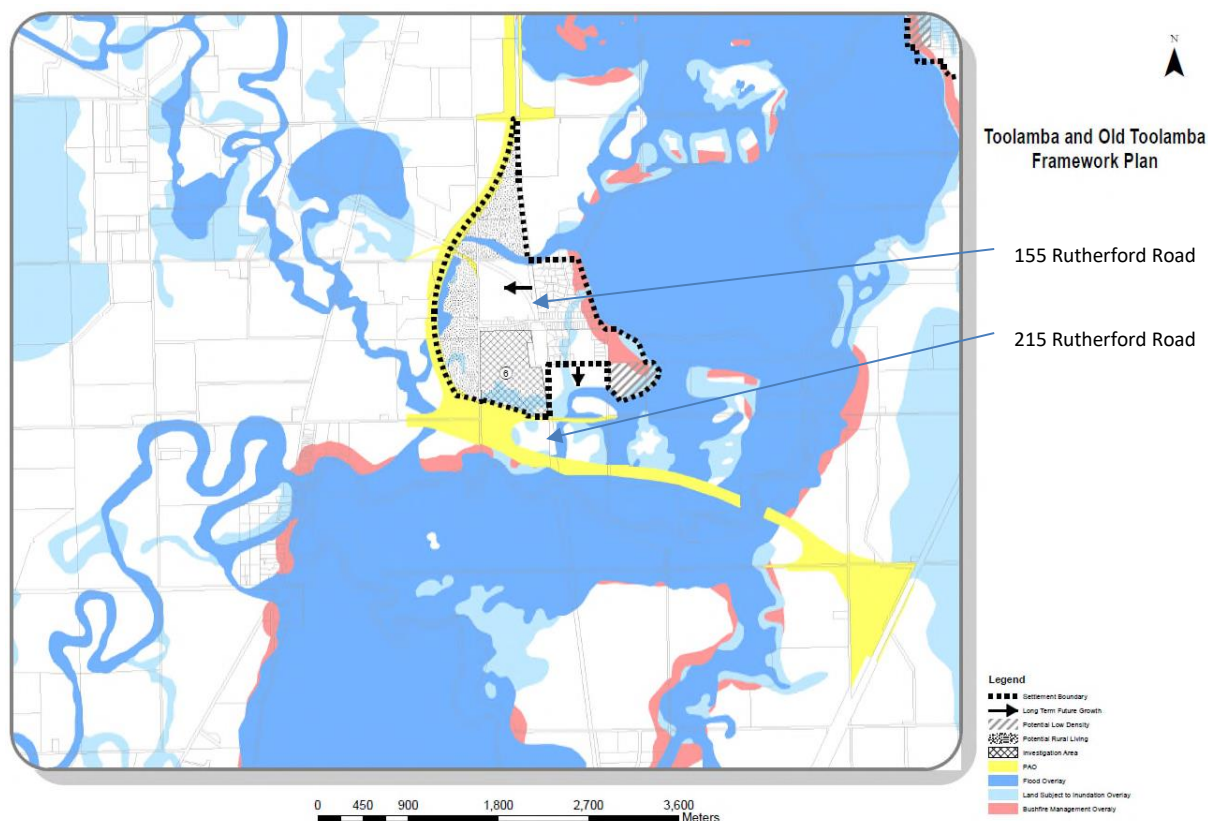 N
Toolamba and Old Toolamba
Framework Plan
155 Rutherford Road
215 Rutherford Road
6
Legend
Settlement Boundary
Long Term Future Growth
Potential Low Density
Potential Rural Living
Investigation Area
PAO
Flood Overlay
Land Subject to Inundation Overlay
Bushfire Management Overaly
0 450 900 1,800 2,700 3,600
Meters